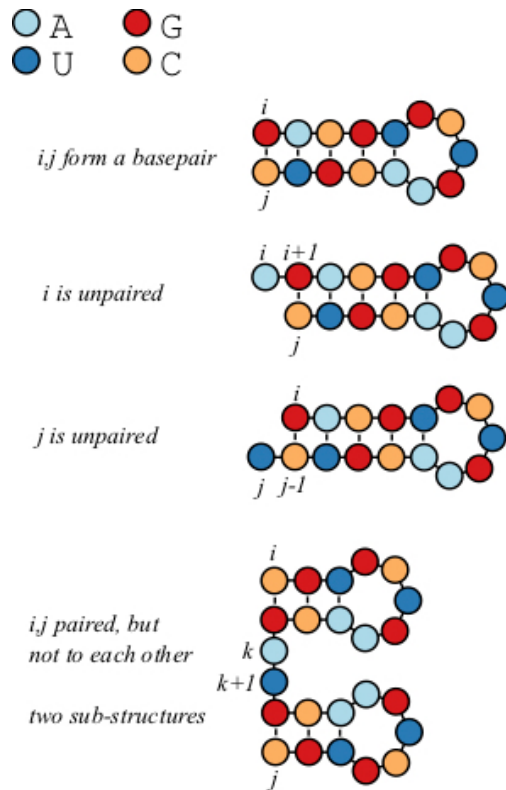 A G
U C
i
i,j form a basepair
j
i i+1
i is unpaired
j
i
j is unpaired
j j-1
i
i,j paired, but
not to each other
k
k+1
two sub-structures
j